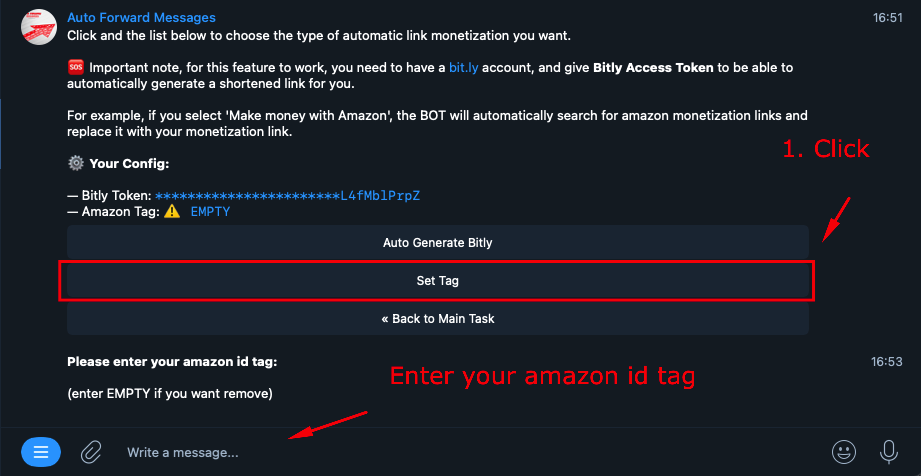 Auto Forward Messages
16:51
Click and the list below to choose the type of automatic link monetization you want.
🆘 Important note, for this feature to work, you need to have a bit.ly account, and give Bitly Access Token to be able to
automatically generate a shortened link for you.
For example, if you select 'Make money with Amazon', the BOT will automatically search for amazon monetization links and
replace it with your monetization link.
1. Click
⚙️ Your Config:
— Bitly Token: ***********************L4fMblPrpZ
— Amazon Tag: ⚠️ EMPTY
Auto Generate Bitly
Set Tag
« Back to Main Task
Please enter your amazon id tag:
16:53
Enter your amazon id tag
(enter EMPTY if you want remove)
Write a message...